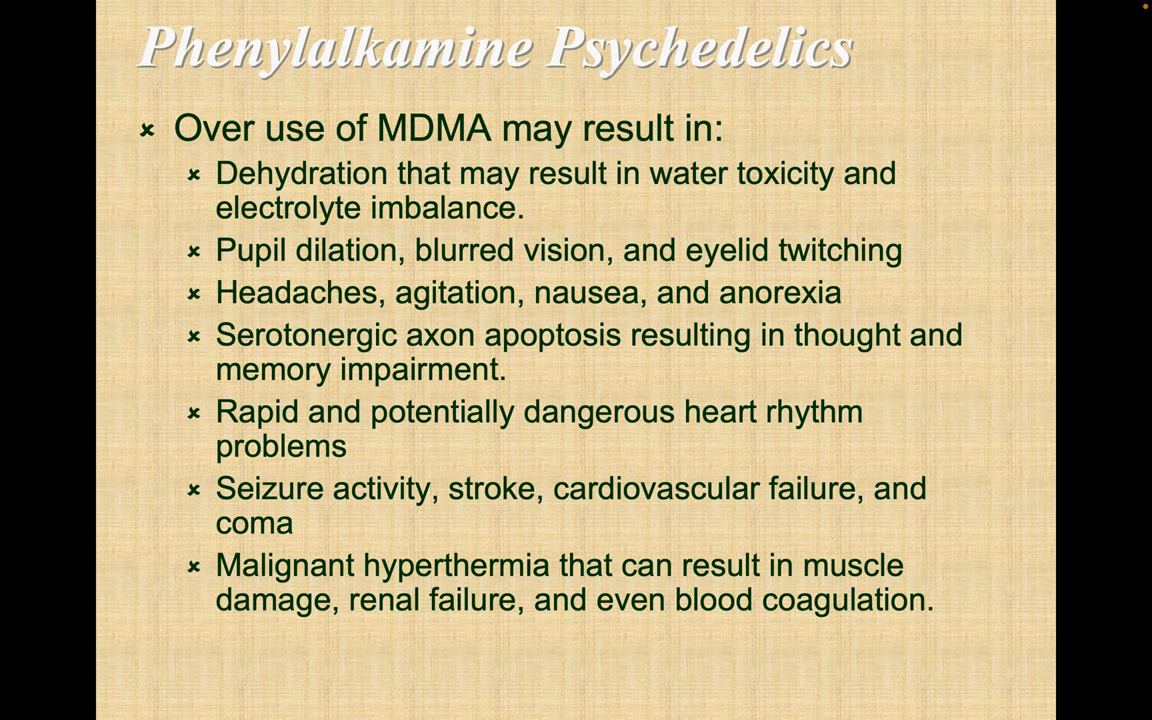 Phenylalkamine Psychedelics
Over use of MDMA may result in:
Dehydration that may result in water toxicity and
electrolyte imbalance.
Pupil dilation, blurred vision, and eyelid twitching
Headaches, agitation, nausea, and anorexia
Serotonergic axon apoptosis resulting in thought and
memory impairment.
Rapid and potentially dangerous heart rhythm
problems
Seizure activity, stroke, cardiovascular failure, and
coma
Malignant hyperthermia that can result in muscle
damage, renal failure, and even blood coagulation.